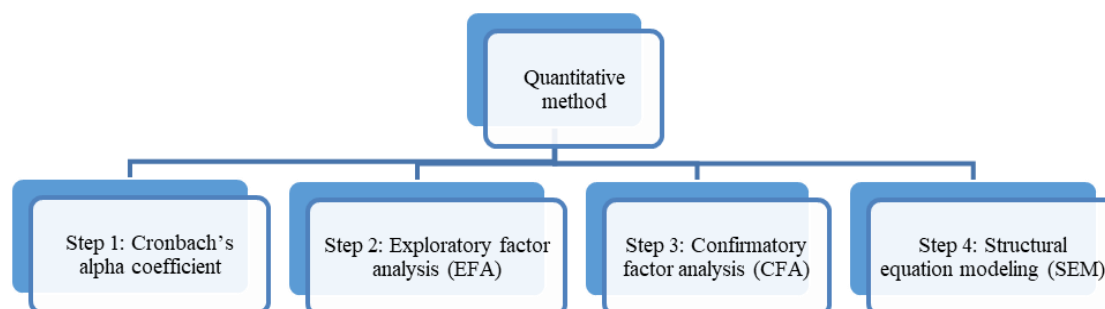 Quantitative
method
Step 1: Cronbach’s
alpha coefficient
Step 2: Exploratory factor
analysis (EFA)
Step 3: Confirmatory
factor analysis (CFA)
Step 4: Structural
equation modeling (SEM)